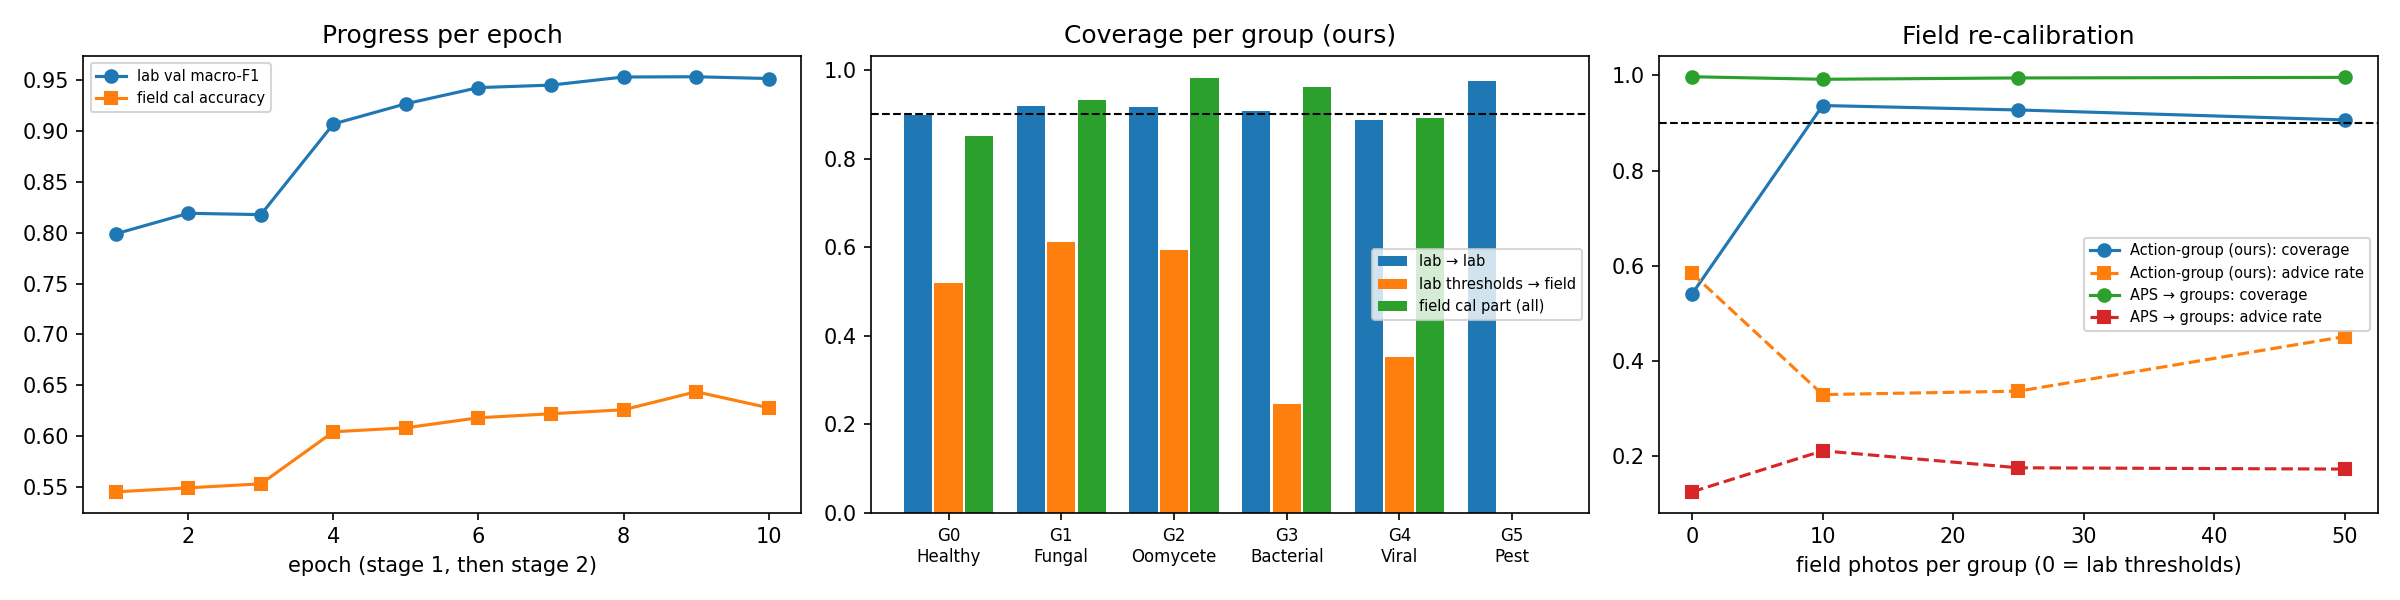 Progress per epoch
lab val macro-F1
field cal accuracy
0.95
0.90
0.85
0.80
0.75
0.70
0.65
0.60
0.55
2 4 6 8 10
epoch (stage 1, then stage 2)
Coverage per group (ours)
1.0
0.8
0.6
0.4
0.2
0.0
lab → lab
lab thresholds → field
field cal part (all)
G0 G1 G2 G3 G4 G5
Healthy Fungal Oomycete Bacterial Viral Pest
Field re-calibration
1.0
0.8
0.6
0.4
0.2
Action-group (ours): coverage
Action-group (ours): advice rate
APS → groups: coverage
APS → groups: advice rate
0 10 20 30 40 50
field photos per group (0 = lab thresholds)